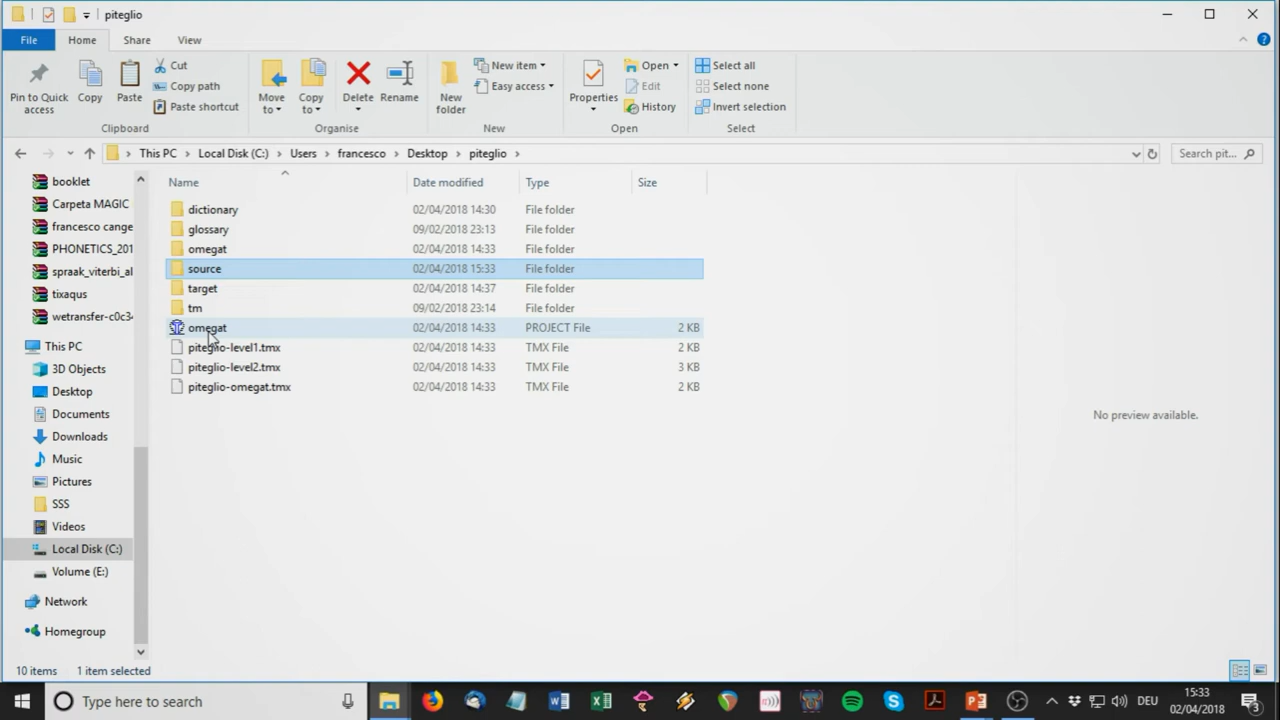 piteglio
File Home Share View
Pin to Quick access
Copy
Paste
Cut
Copy path
Paste shortcut
Clipboard
Move to
Copy to
Delete
Rename
Organise
New folder
New item
Easy access
New
Properties
Open
Edit
History
Open
Select all
Select none
Invert selection
Select
This PC › Local Disk (C:) › Users › francesco › Desktop › piteglio ›
Search pit...
booklet
Carpeta MAGIC
francesco cange
PHONETICS_201
spraak_viterbi_al
tixaqus
wetransfer-c0c34
This PC
3D Objects
Desktop
Documents
Downloads
Music
Pictures
SSS
Videos
Local Disk (C:)
Volume (E:)
Network
Homegroup
Name Date modified Type Size
dictionary 02/04/2018 14:30 File folder
glossary 09/02/2018 23:13 File folder
omegat 02/04/2018 14:33 File folder
source 02/04/2018 15:33 File folder
target 02/04/2018 14:37 File folder
tm 09/02/2018 23:14 File folder
omegat 02/04/2018 14:33 PROJECT File 2 KB
piteglio-level1.tmx 02/04/2018 14:33 TMX File 2 KB
piteglio-level2.tmx 02/04/2018 14:33 TMX File 3 KB
piteglio-omegat.tmx 02/04/2018 14:33 TMX File 2 KB
No preview available.
10 items 1 item selected
Type here to search
DEU
15:33
02/04/2018
3